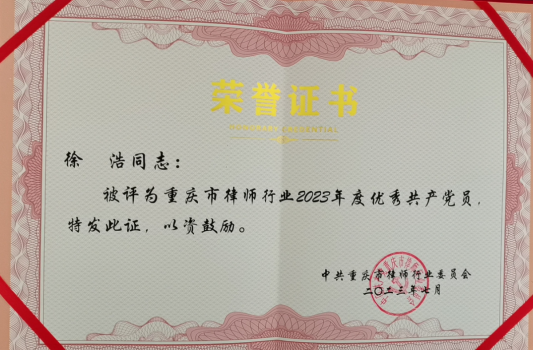 荣誉证书
徐 浩同志：
被评为重庆市律师行业2023年度优秀共产党员，
特发此证，以资鼓励。
中共重庆市律师行业委员会
二〇二三年七月